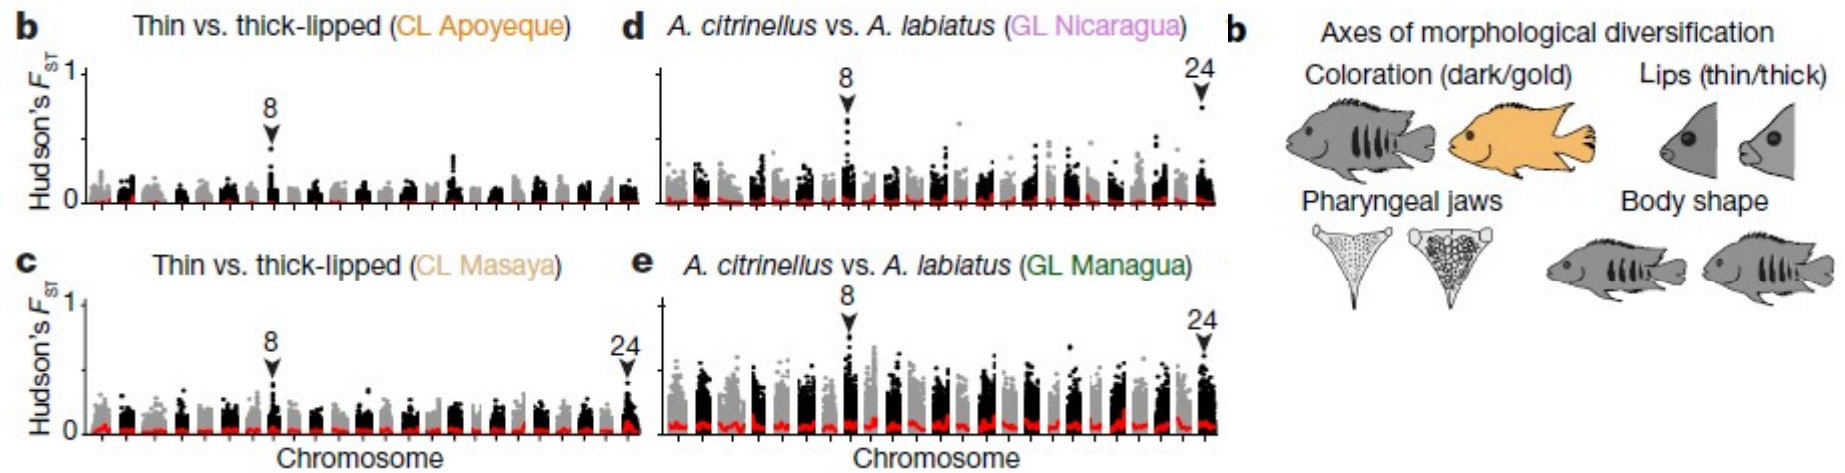 b Thin vs. thick-lipped (CL Apoyeque)
Hudson's FST
1
0
8
d A. citrinellus vs. A. labiatus (GL Nicaragua)
8
24
c Thin vs. thick-lipped (CL Masaya)
Hudson's FST
1
0
8
24
Chromosome
e A. citrinellus vs. A. labiatus (GL Managua)
8
24
Chromosome
b Axes of morphological diversification
Coloration (dark/gold) Lips (thin/thick)
Pharyngeal jaws Body shape